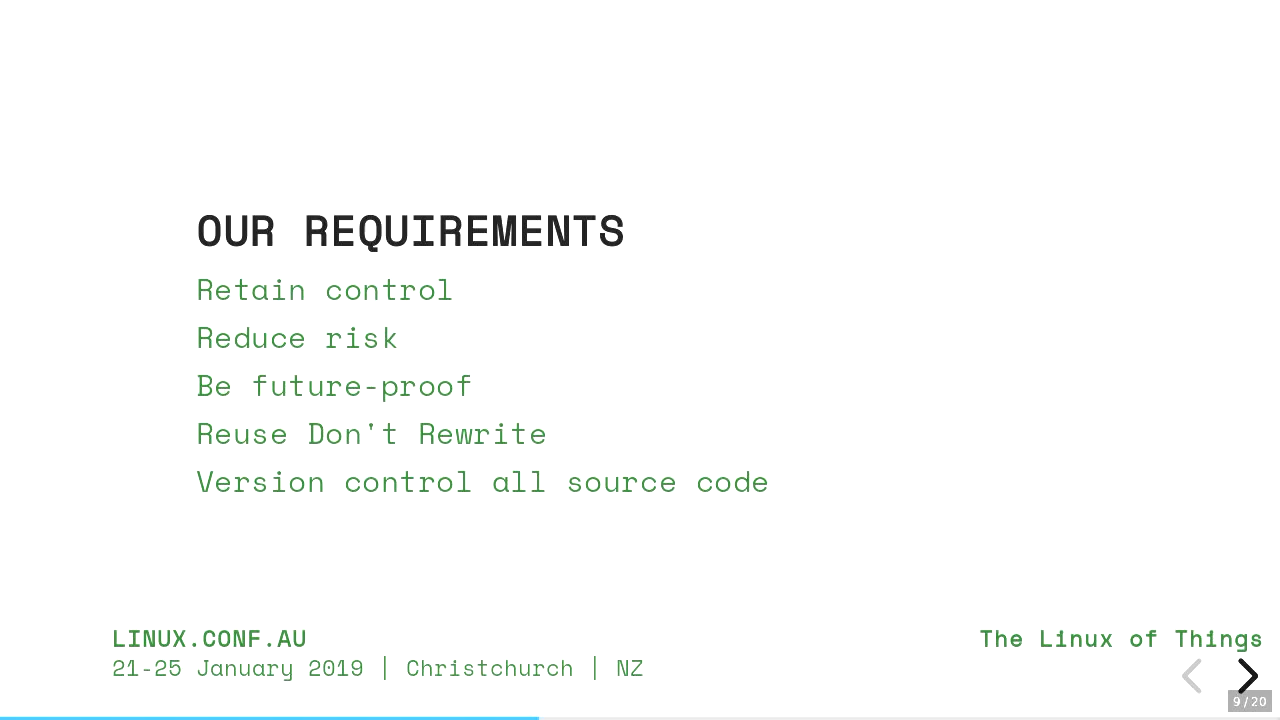 OUR REQUIREMENTS
Retain control
Reduce risk
Be future-proof
Reuse Don't Rewrite
Version control all source code
LINUX.CONF.AU
21-25 January 2019 | Christchurch | NZ
The Linux of Things
9 / 20